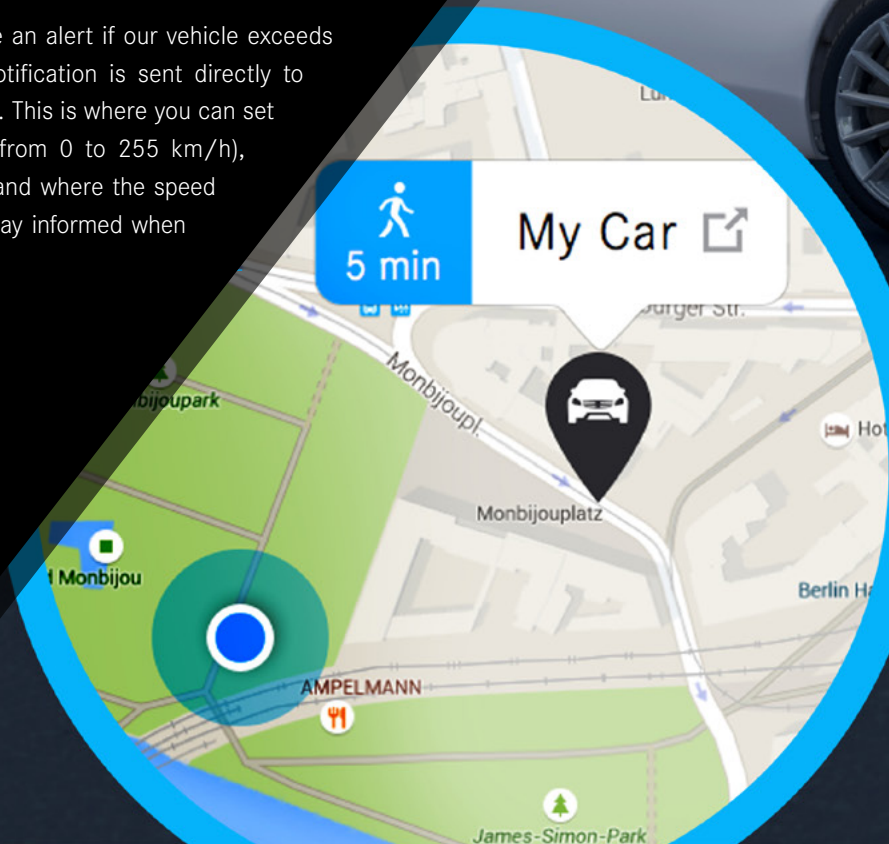 e an alert if our vehicle exceeds
otification is sent directly to
. This is where you can set
from 0 to 255 km/h),
and where the speed
ay informed when
5 min
My Car
burger Str.
Monbijoupl.
bijoupark
Hot
Monbijouplatz
Monbijou
Berlin Ha
AMPELMANN
James-Simon-Park